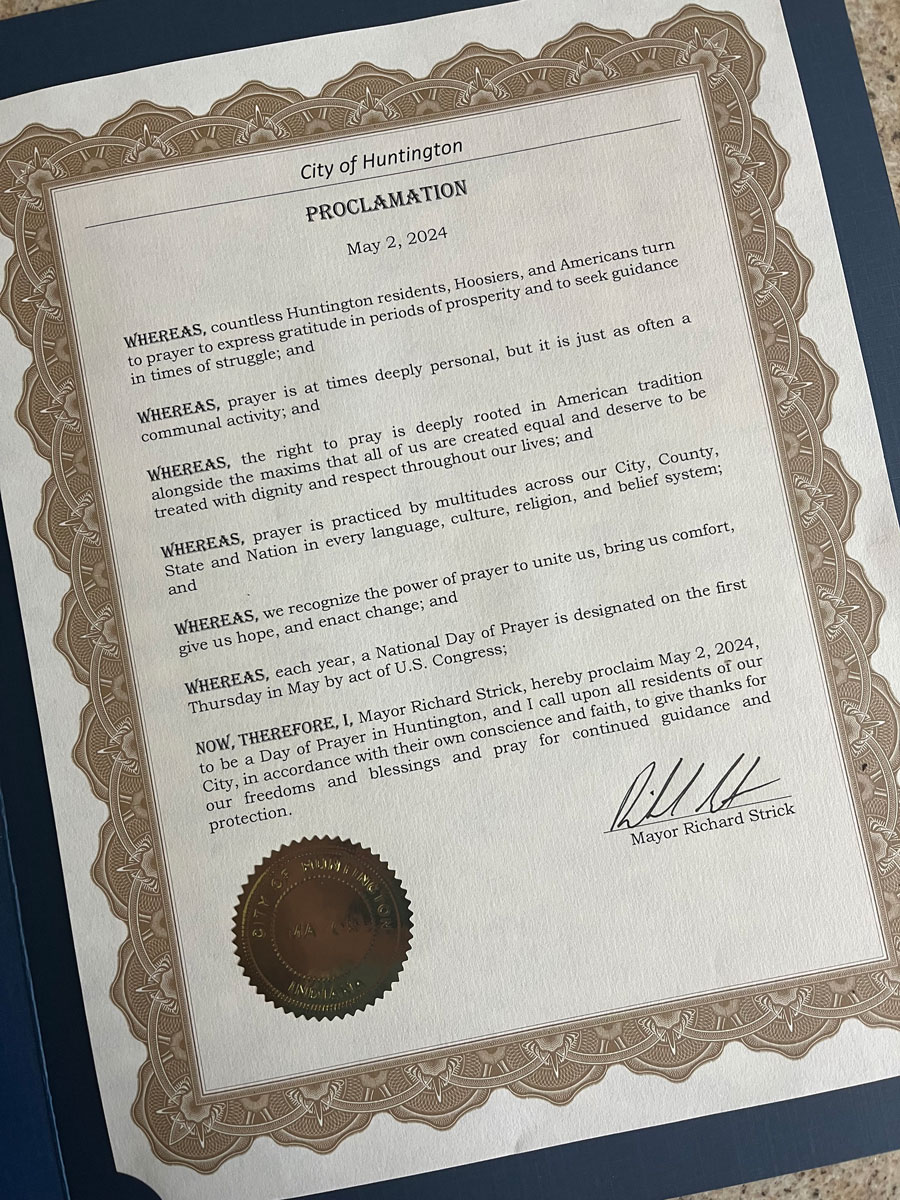 City of Huntington
PROCLAMATION
May 2, 2024
WHEREAS, countless Huntington residents, Hoosiers, and Americans turn
to prayer to express gratitude in periods of prosperity and to seek guidance
in times of struggle; and
WHEREAS, prayer is at times deeply personal, but it is just as often a
communal activity; and
WHEREAS, the right to pray is deeply rooted in American tradition
alongside the maxims that all of us are created equal and deserve to be
treated with dignity and respect throughout our lives; and
WHEREAS, prayer is practiced by multitudes across our City, County,
State and Nation in every language, culture, religion, and belief system;
and
WHEREAS, we recognize the power of prayer to unite us, bring us comfort,
give us hope, and enact change; and
WHEREAS, each year, a National Day of Prayer is designated on the first
Thursday in May by act of U.S. Congress;
NOW, THEREFORE, I, Mayor Richard Strick, hereby proclaim May 2, 2024,
to be a Day of Prayer in Huntington, and I call upon all residents of our
City, in accordance with their own conscience and faith, to give thanks for
our freedoms and blessings and pray for continued guidance and
protection.
Mayor Richard Strick
CITY OF HUNTINGTON
INDIANA